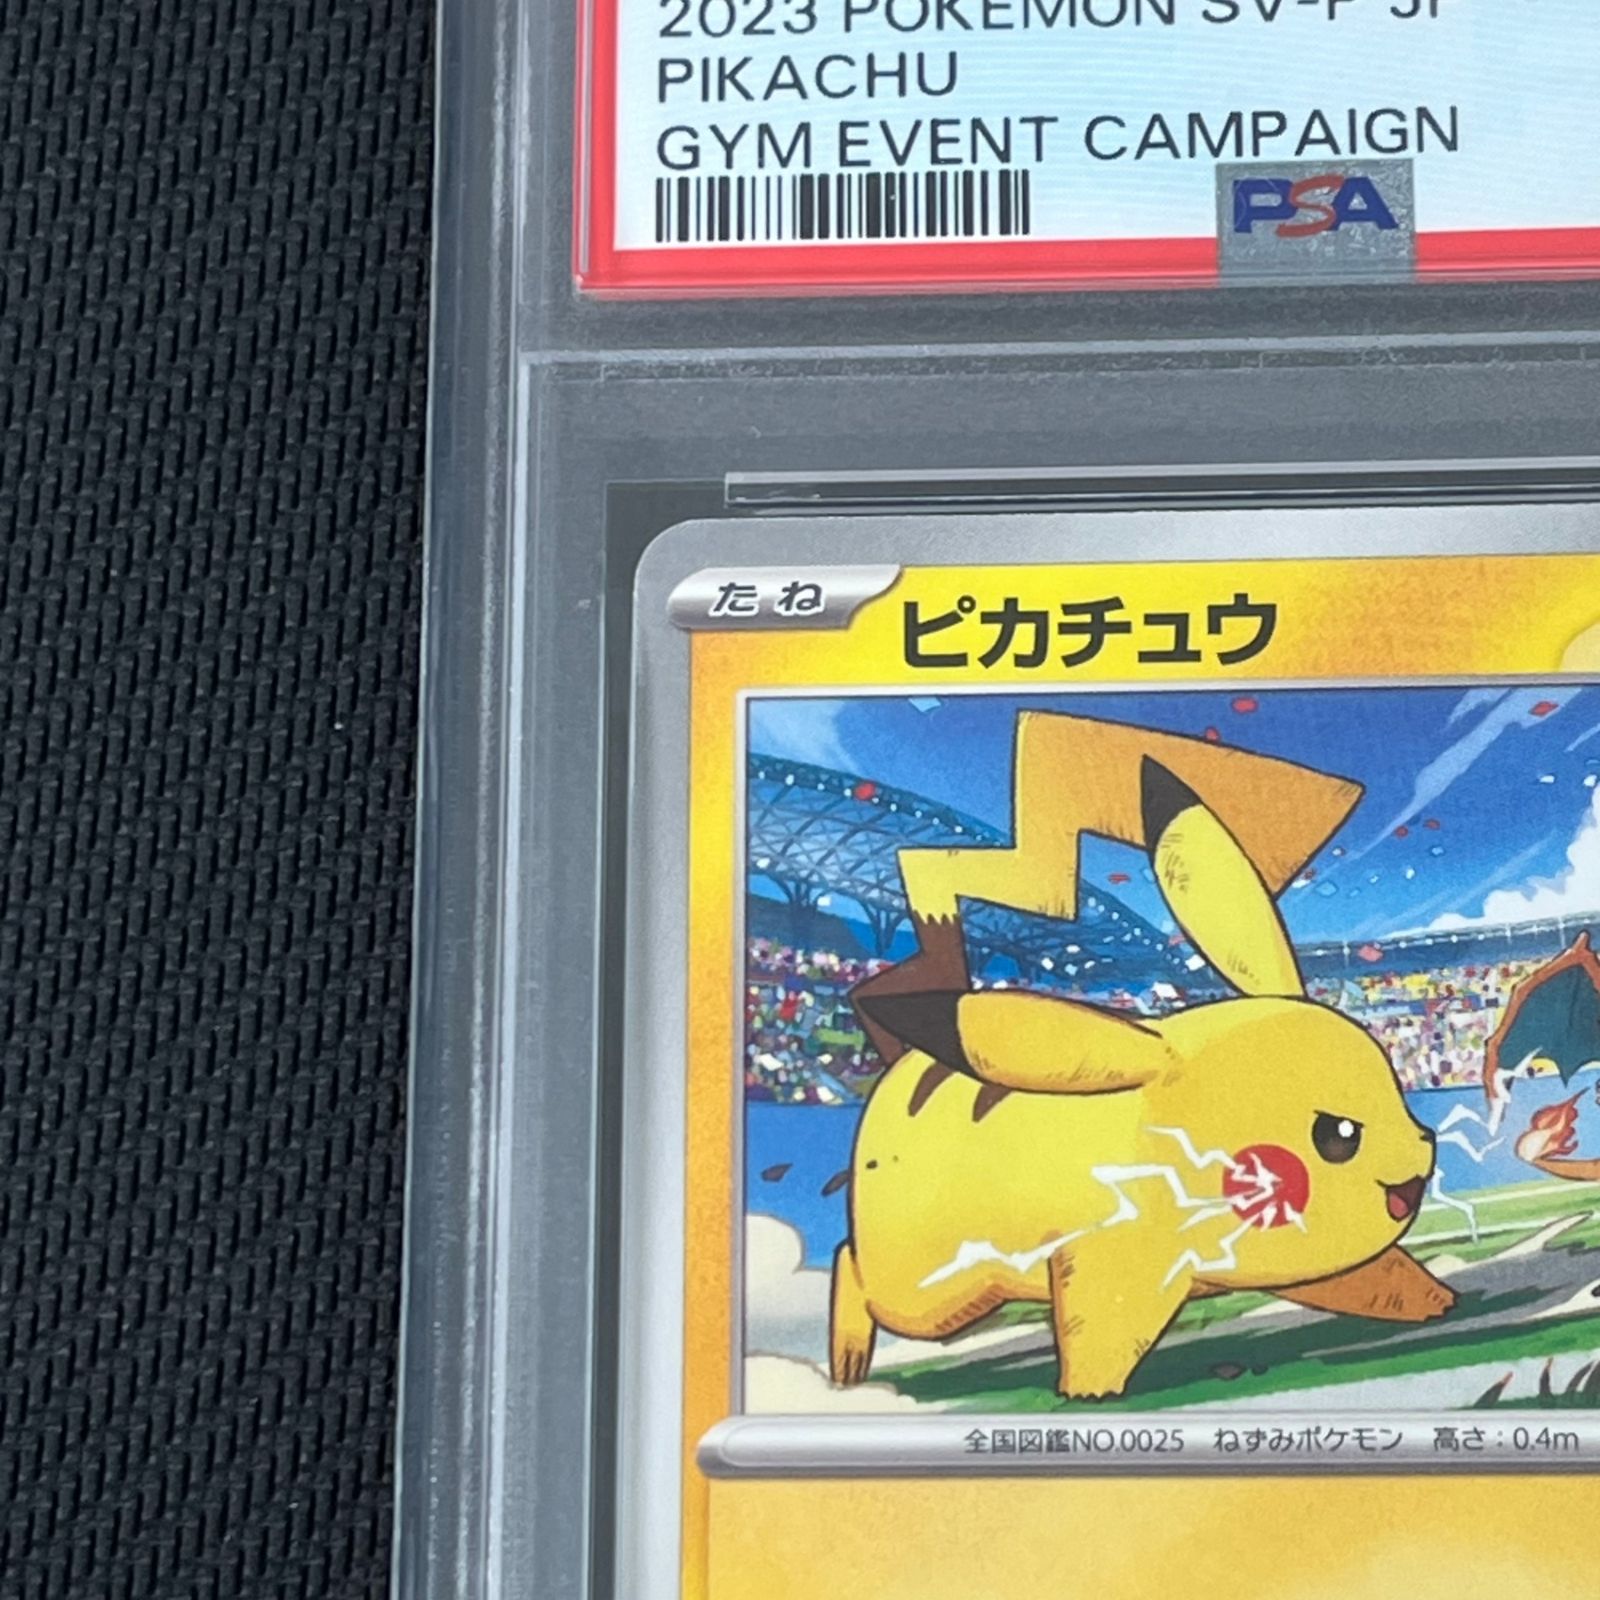 2023 POKEMON SV-P JP
PIKACHU
GYM EVENT CAMPAIGN
PSA
たね
ピカチュウ
全国図鑑NO.0025 ねずみポケモン 高さ：0.4m